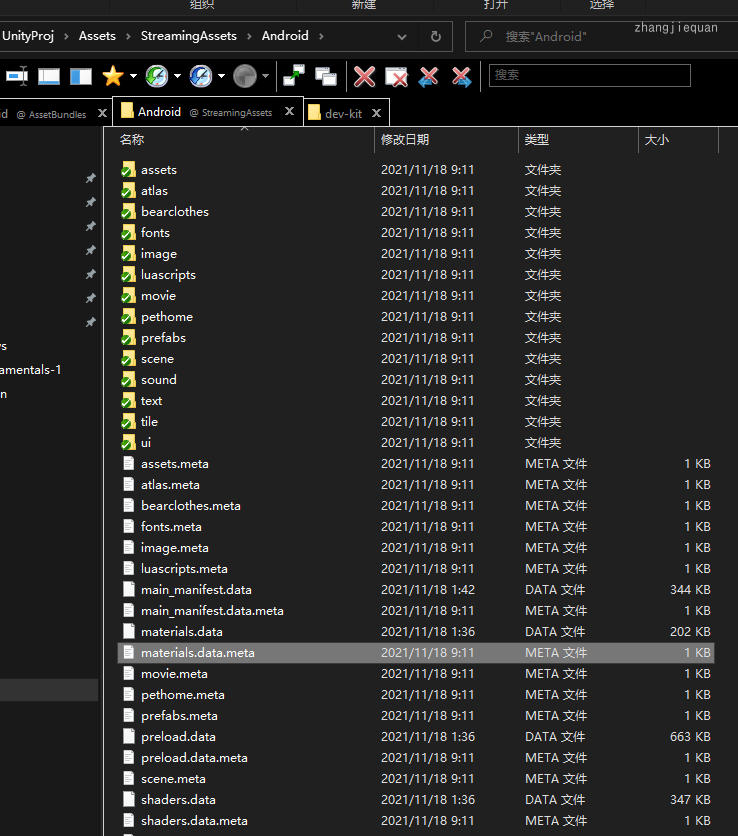 组织 新建 打开 选择
UnityProj > Assets > StreamingAssets > Android >
搜索"Android"
zhangjiequan
搜索
id @ AssetBundles
Android @ StreamingAssets
dev-kit
名称 修改日期 类型 大小
assets 2021/11/18 9:11 文件夹
atlas 2021/11/18 9:11 文件夹
bearclothes 2021/11/18 9:11 文件夹
fonts 2021/11/18 9:11 文件夹
image 2021/11/18 9:11 文件夹
luascripts 2021/11/18 9:11 文件夹
movie 2021/11/18 9:11 文件夹
pethome 2021/11/18 9:11 文件夹
prefabs 2021/11/18 9:11 文件夹
scene 2021/11/18 9:11 文件夹
sound 2021/11/18 9:11 文件夹
text 2021/11/18 9:11 文件夹
tile 2021/11/18 9:11 文件夹
ui 2021/11/18 9:11 文件夹
assets.meta 2021/11/18 9:11 META 文件 1 KB
atlas.meta 2021/11/18 9:11 META 文件 1 KB
bearclothes.meta 2021/11/18 9:11 META 文件 1 KB
fonts.meta 2021/11/18 9:11 META 文件 1 KB
image.meta 2021/11/18 9:11 META 文件 1 KB
luascripts.meta 2021/11/18 9:11 META 文件 1 KB
main_manifest.data 2021/11/18 1:42 DATA 文件 344 KB
main_manifest.data.meta 2021/11/18 9:11 META 文件 1 KB
materials.data 2021/11/18 1:36 DATA 文件 202 KB
materials.data.meta 2021/11/18 9:11 META 文件 1 KB
movie.meta 2021/11/18 9:11 META 文件 1 KB
pethome.meta 2021/11/18 9:11 META 文件 1 KB
prefabs.meta 2021/11/18 9:11 META 文件 1 KB
preload.data 2021/11/18 1:36 DATA 文件 663 KB
preload.data.meta 2021/11/18 9:11 META 文件 1 KB
scene.meta 2021/11/18 9:11 META 文件 1 KB
shaders.data 2021/11/18 1:36 DATA 文件 347 KB
shaders.data.meta 2021/11/18 9:11 META 文件 1 KB
vs
amentals-1
n